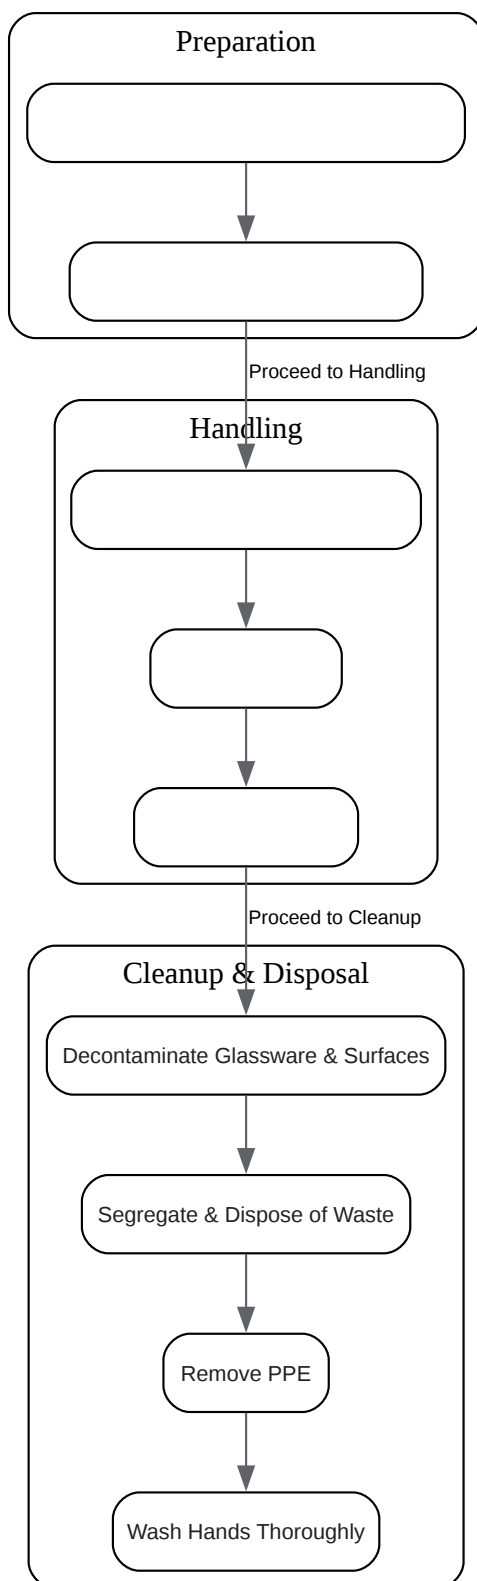 Preparation
Proceed to Handling
Handling
Proceed to Cleanup
Cleanup & Disposal
Decontaminate Glassware & Surfaces
Segregate & Dispose of Waste
Remove PPE
Wash Hands Thoroughly